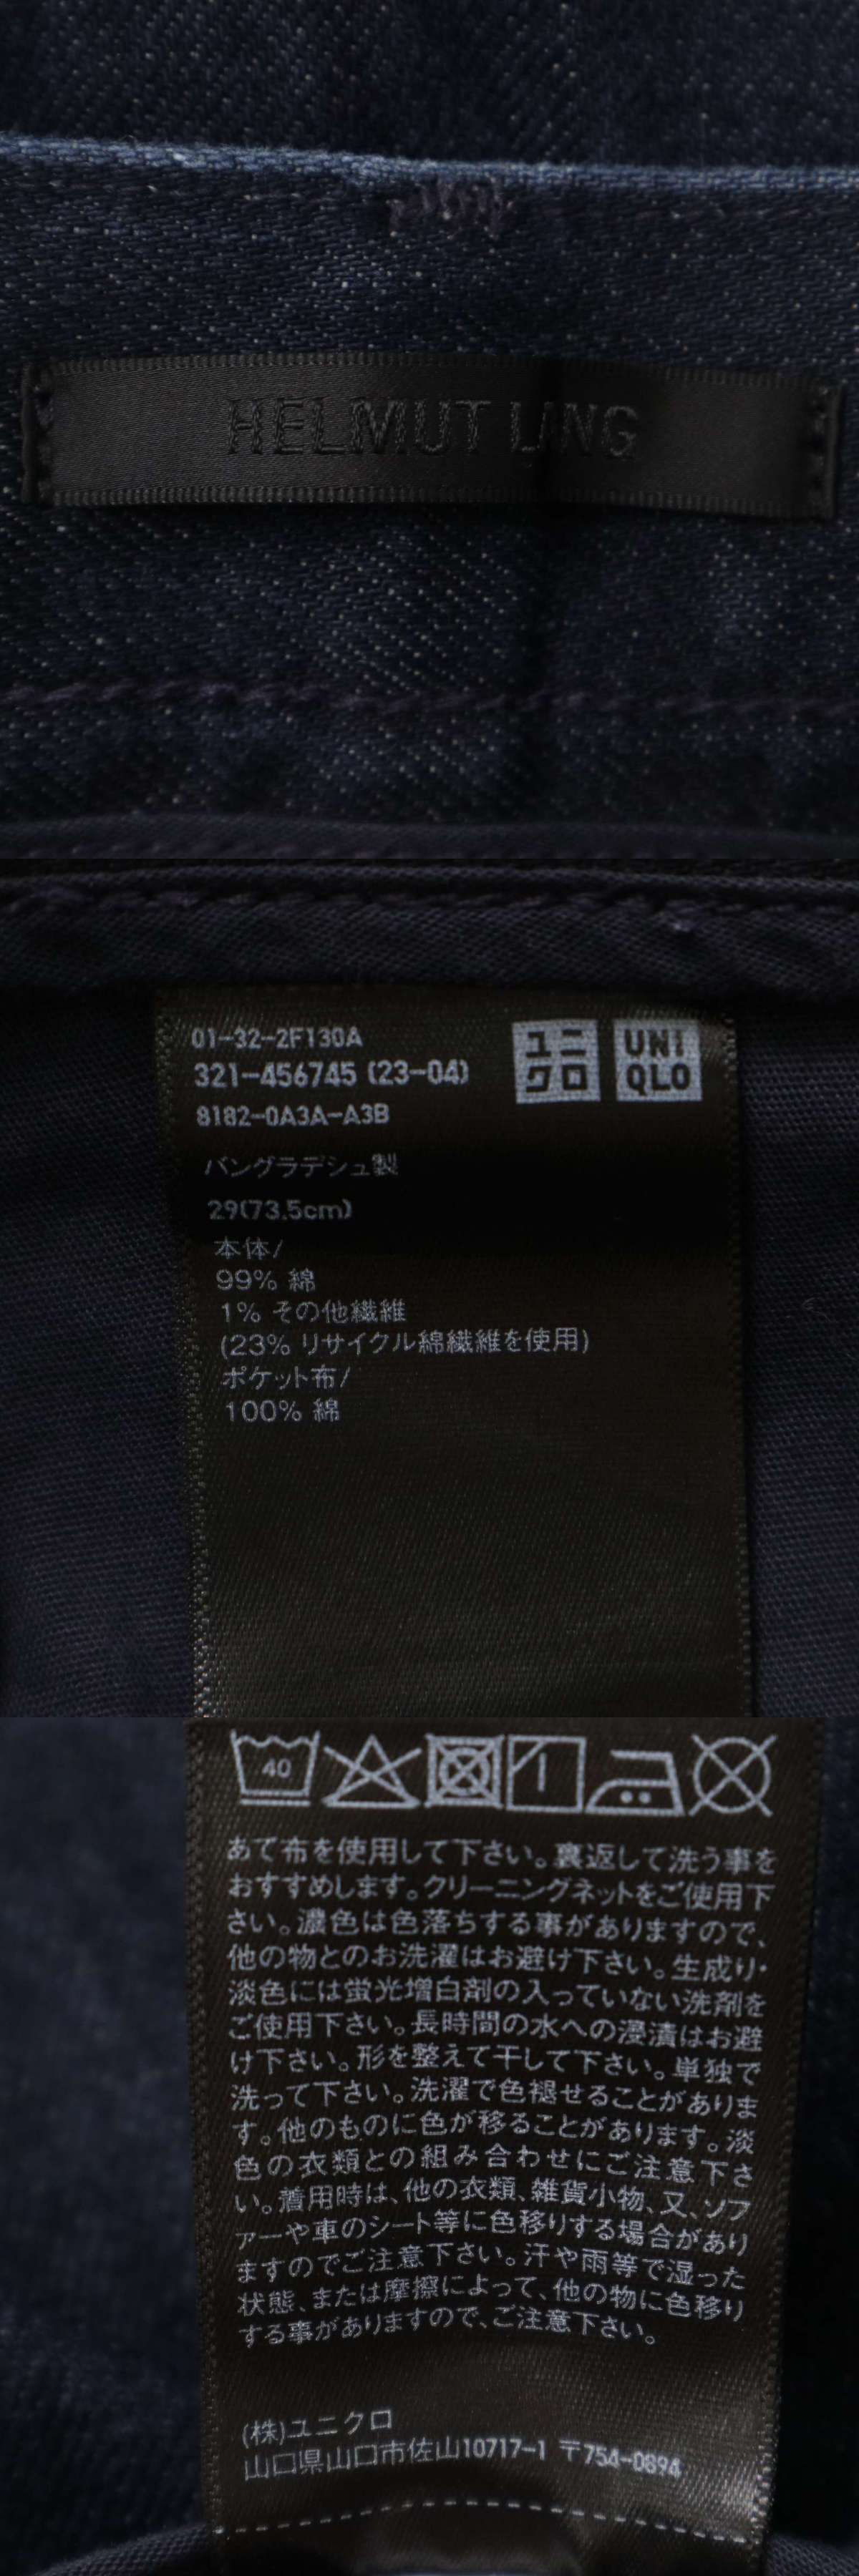 HELMUT LANG
01-32-2F130A
321-456745 (23-04)
8182-0A3A-A3B
ユニ
クロ
UNI
QLO
バングラデシュ製
29(73.5cm)
本体/
99% 綿
1% その他繊維
(23% リサイクル綿繊維を使用)
ポケット布/
100% 綿
40
あて布を使用して下さい。裏返して洗う事を
おすすめします。クリーニングネットをご使用下
さい。濃色は色落ちする事がありますので、
他の物とのお洗濯はお避け下さい。生成り・
淡色には蛍光増白剤の入っていない洗剤を
ご使用下さい。長時間の水への浸漬はお避
け下さい。形を整えて干して下さい。単独で
洗って下さい。洗濯で色褪せることがありま
す。他のものに色が移ることがあります。淡
色の衣類との組み合わせにご注意下さ
い。着用時は、他の衣類、雑貨小物、又、ソフ
ァーや車のシート等に色移りする場合があり
ますのでご注意下さい。汗や雨等で湿った
状態、または摩擦によって、他の物に色移り
する事がありますので、ご注意下さい。
(株)ユニクロ
山口県山口市佐山10717-1 〒754-0894